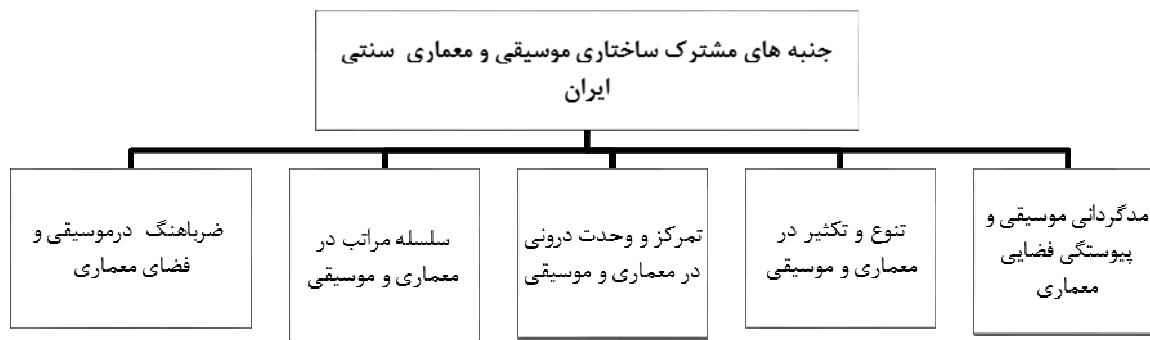 جنبه های مشترک ساختاری موسیقی و معماری سنتی
ایران
مدگردانی موسیقی و
پیوستگی فضایی
معماری
تنوع و تکثیر در
معماری و موسیقی
تمرکز و وحدت درونی
در معماری و موسیقی
سلسله مراتب در
معماری و موسیقی
ضرباهنگ درموسیقی و
فضای معماری